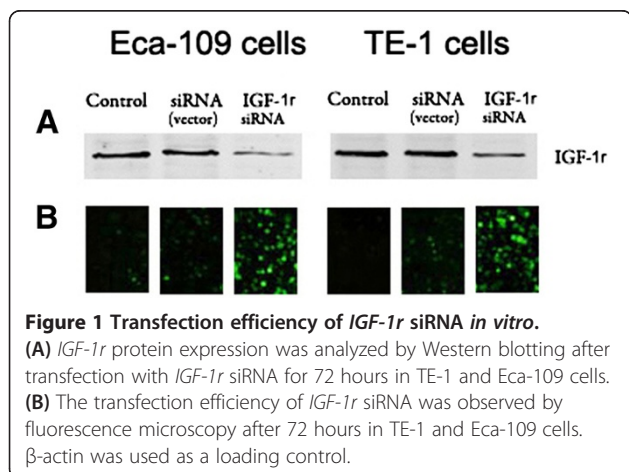 Eca-109 cells TE-1 cells
Control siRNA (vector) IGF-1r siRNA Control siRNA (vector) IGF-1r siRNA
A
IGF-1r
B
Figure 1 Transfection efficiency of IGF-1r siRNA in vitro.
(A) IGF-1r protein expression was analyzed by Western blotting after
transfection with IGF-1r siRNA for 72 hours in TE-1 and Eca-109 cells.
(B) The transfection efficiency of IGF-1r siRNA was observed by
fluorescence microscopy after 72 hours in TE-1 and Eca-109 cells.
β-actin was used as a loading control.